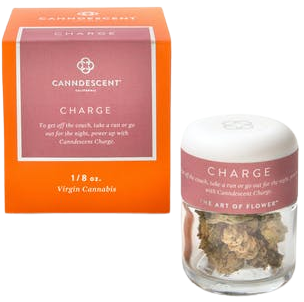 CANNDESCENT
CALIFORNIA
CHARGE
To get off the couch, take a run or go
out for the night, power up with
Canndescent Charge.
1/8 oz.
Virgin Cannabis
CHARGE
off the couch, take a run or go
out for the night, power up
with Canndescent Charge.
THE ART OF FLOWER